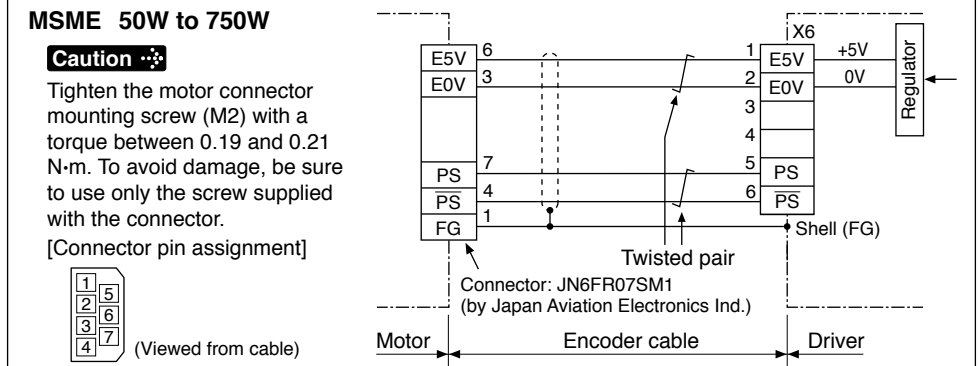 MSME 50W to 750W
Caution
Tighten the motor connector
mounting screw (M2) with a
torque between 0.19 and 0.21
N·m. To avoid damage, be sure
to use only the screw supplied
with the connector.
[Connector pin assignment]
1
2
3
4
5
6
7
(Viewed from cable)
E5V 6
E0V 3
PS 7
P̅S̅ 4
FG 1
X6
1 E5V +5V
2 E0V 0V
3
4
5 PS
6 P̅S̅
Regulator
Shell (FG)
Twisted pair
Connector: JN6FR07SM1
(by Japan Aviation Electronics Ind.)
Motor Encoder cable Driver